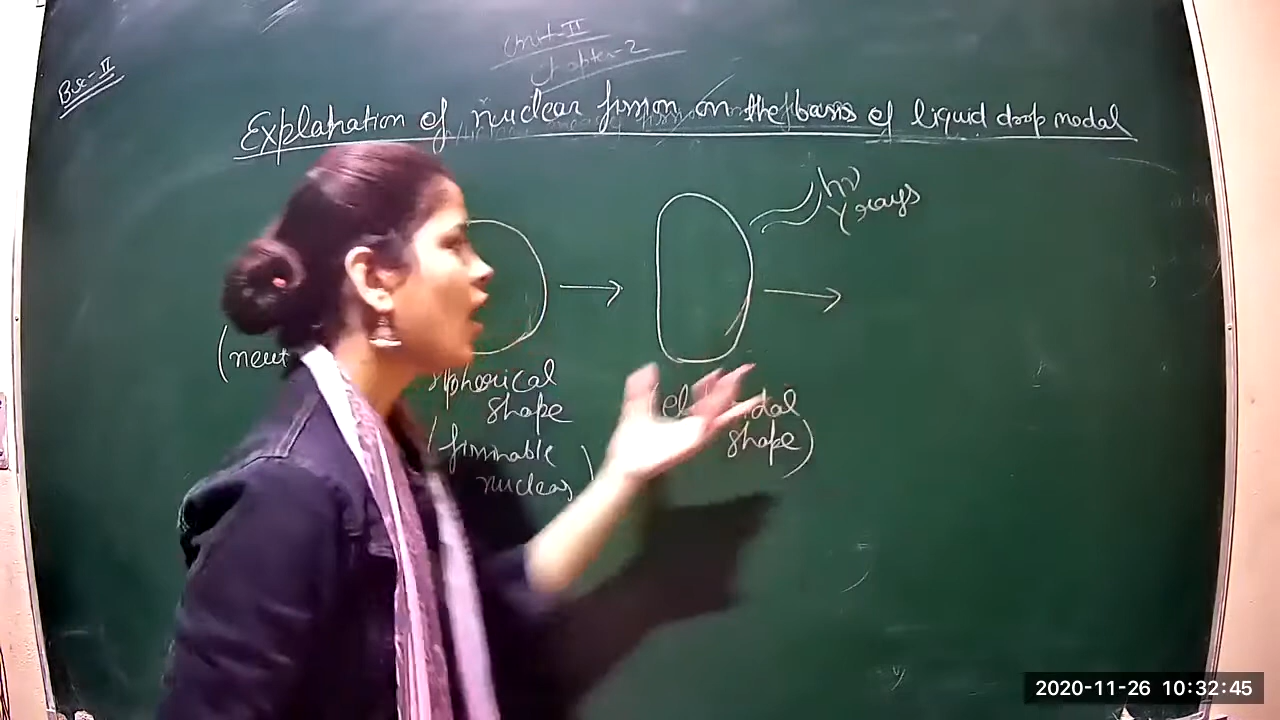 Bsc-II
Unit-II
Chapter-2
Explanation of nuclear fission on the basis of liquid drop modal
hν
γ rays
(neut
spherical
shape
(fissionable
nucleus)
shape)
2020-11-26 10:32:45